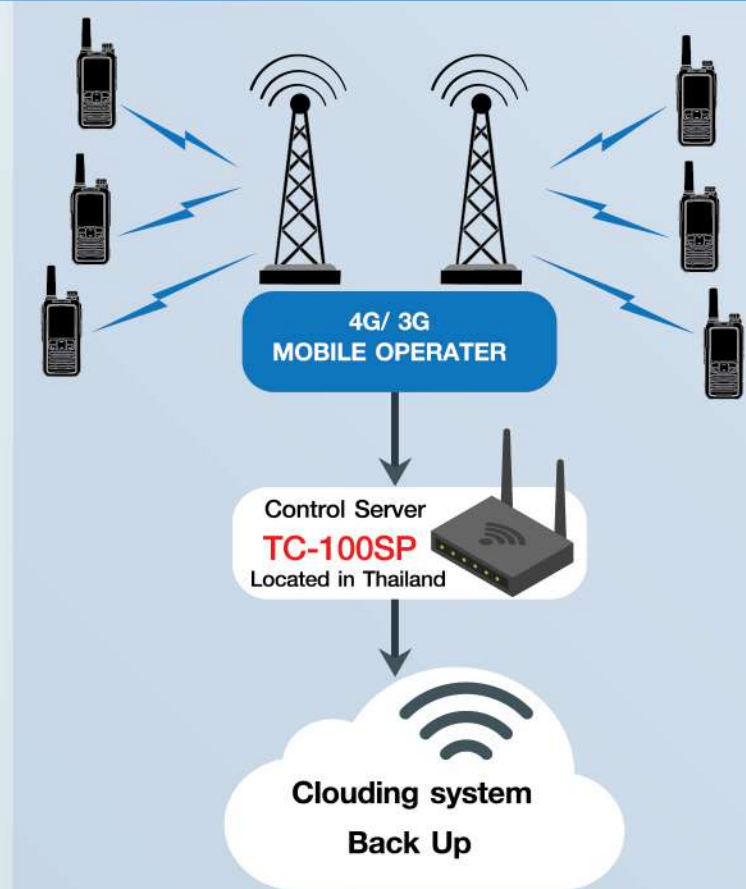 4G/ 3G
MOBILE OPERATER
Control Server
TC-100SP
Located in Thailand
Clouding system
Back Up